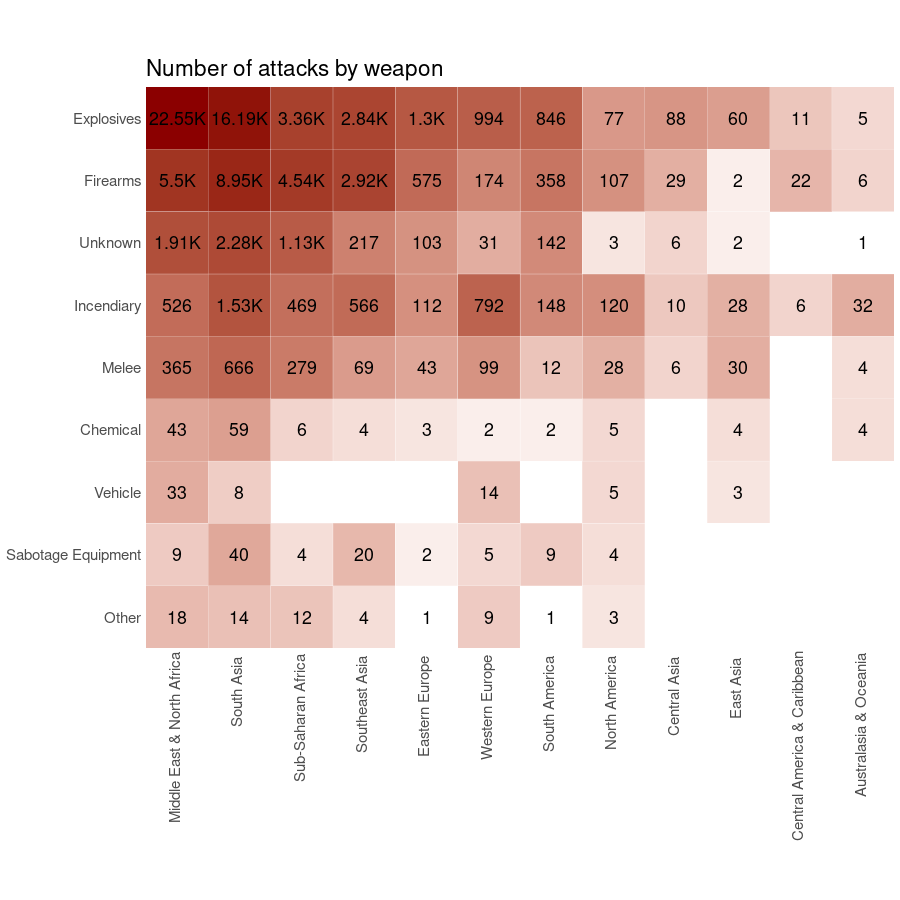 Number of attacks by weapon
Explosives 22.55K 16.19K 3.36K 2.84K 1.3K 994 846 77 88 60 11 5
Firearms 5.5K 8.95K 4.54K 2.92K 575 174 358 107 29 2 22 6
Unknown 1.91K 2.28K 1.13K 217 103 31 142 3 6 2 1
Incendiary 526 1.53K 469 566 112 792 148 120 10 28 6 32
Melee 365 666 279 69 43 99 12 28 6 30 4
Chemical 43 59 6 4 3 2 2 5 4 4
Vehicle 33 8 14 5 3
Sabotage Equipment 9 40 4 20 2 5 9 4
Other 18 14 12 4 1 9 1 3
Middle East & North Africa
South Asia
Sub-Saharan Africa
Southeast Asia
Eastern Europe
Western Europe
South America
North America
Central Asia
East Asia
Central America & Caribbean
Australasia & Oceania